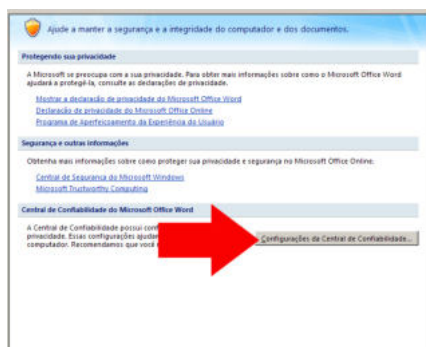 Ajude a manter a segurança e a integridade do computador e dos documentos.
Protegendo sua privacidade
A Microsoft se preocupa com a sua privacidade. Para obter mais informações sobre como o Microsoft Office Word
ajudará a protegê-la, consulte as declarações de privacidade.
Mostrar a declaração de privacidade do Microsoft Office Word
Declaração de privacidade do Microsoft Office Online
Programa de Aperfeiçoamento da Experiência do Usuário
Segurança e outras informações
Obtenha mais informações sobre como proteger sua privacidade e segurança no Microsoft Office Online.
Central de Segurança do Microsoft Windows
Microsoft Trustworthy Computing
Central de Confiabilidade do Microsoft Office Word
A Central de Confiabilidade possui
privacidade. Essas configurações ajudam
computador. Recomendamos que você
Configurações da Central de Confiabilidade...